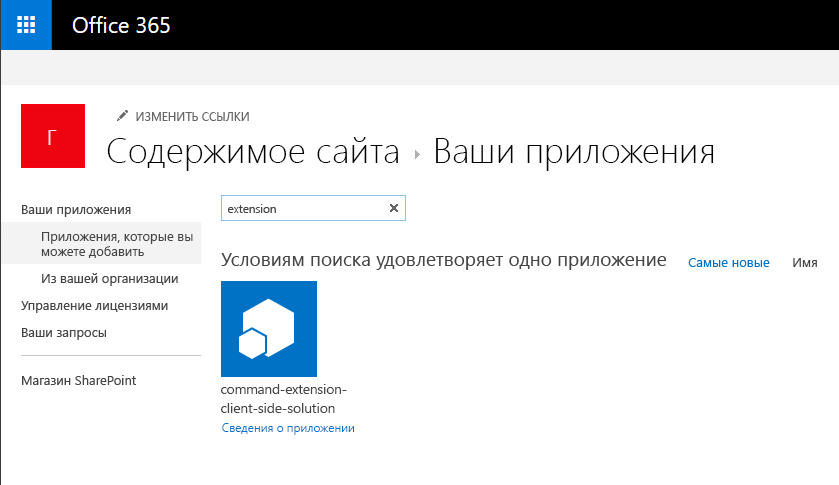 Office 365
ИЗМЕНИТЬ ССЫЛКИ
Г
Содержимое сайта ▸ Ваши приложения
Ваши приложения
Приложения, которые вы
можете добавить
Из вашей организации
Управление лицензиями
Ваши запросы
Магазин SharePoint
extension
Условиям поиска удовлетворяет одно приложение
Самые новые
Имя
command-extension-
client-side-solution
Сведения о приложении